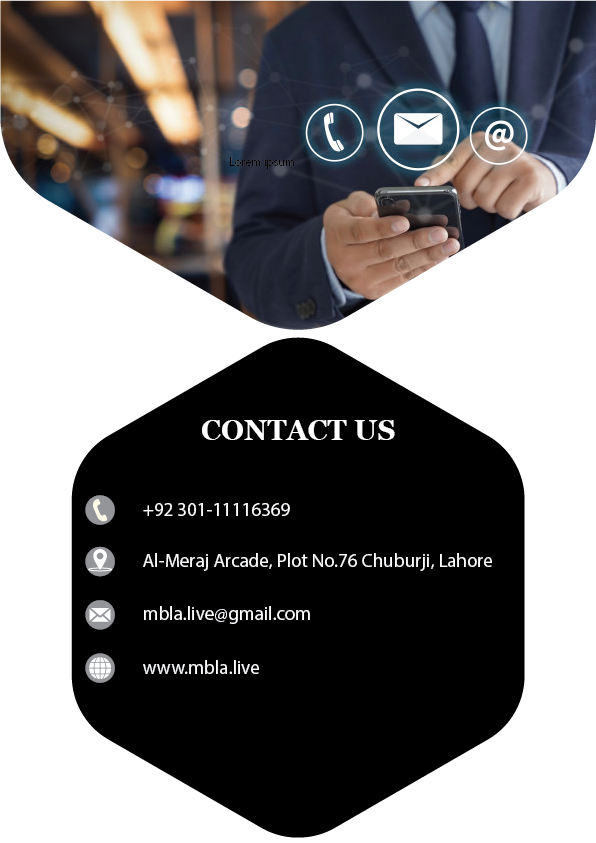 Lorem ipsum
CONTACT US
+92 301-11116369
Al-Meraj Arcade, Plot No.76 Chuburji, Lahore
mbla.live@gmail.com
www.mbla.live